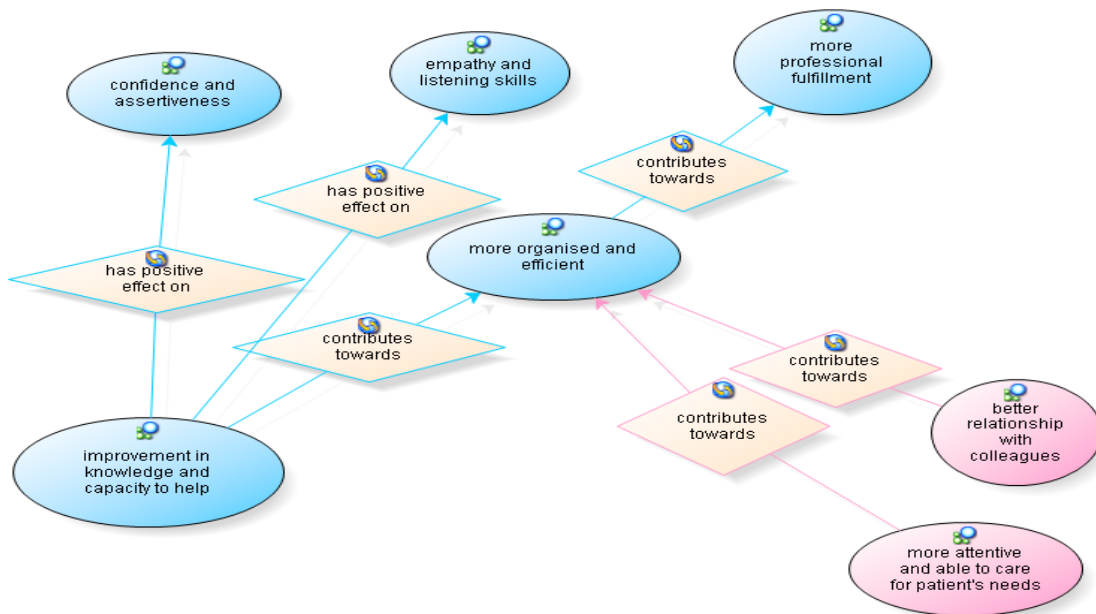 confidence and
assertiveness
empathy and
listening skills
more
professional
fulfillment
has positive
effect on
contributes
towards
has positive
effect on
more organised and
efficient
contributes
towards
contributes
towards
contributes
towards
better
relationship
with
colleagues
improvement in
knowledge and
capacity to help
more attentive
and able to care
for patient's needs